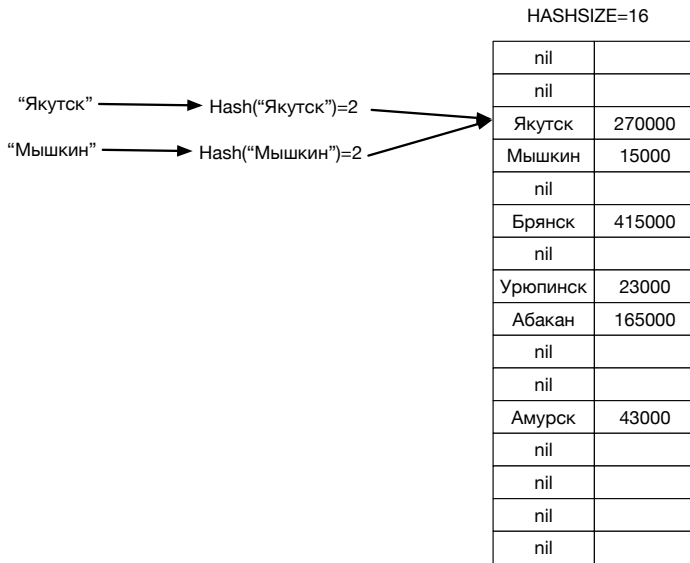 HASHSIZE=16
nil
nil
“Якутск” Hash(“Якутск”)=2
Якутск 270000
“Мышкин” Hash(“Мышкин”)=2
Мышкин 15000
nil
Брянск 415000
nil
Урюпинск 23000
Абакан 165000
nil
nil
Амурск 43000
nil
nil
nil
nil